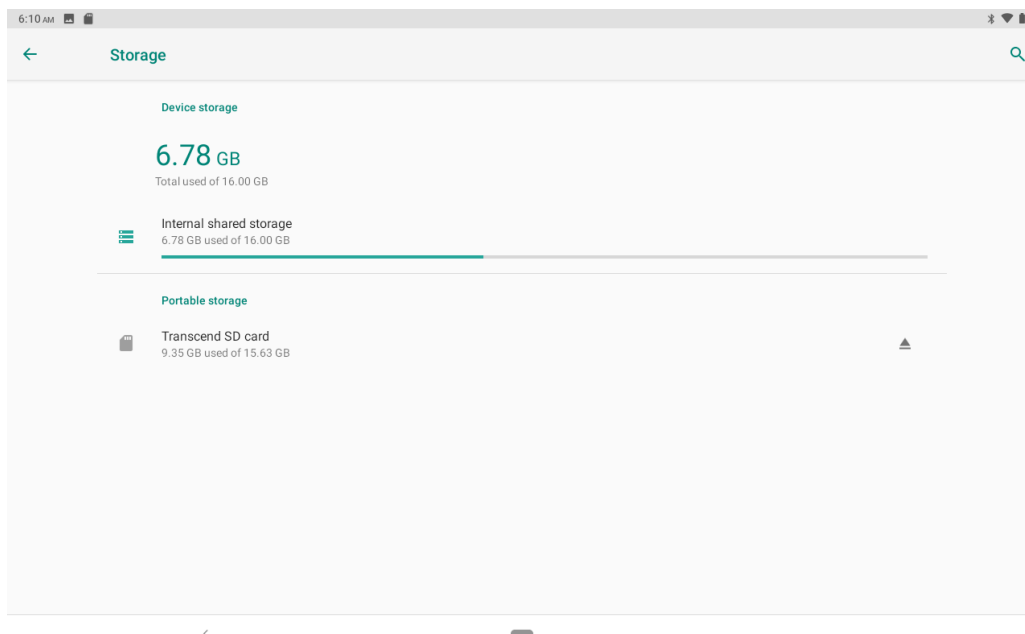 6:10 AM
Storage
Device storage
6.78 GB
Total used of 16.00 GB
Internal shared storage
6.78 GB used of 16.00 GB
Portable storage
Transcend SD card
9.35 GB used of 15.63 GB